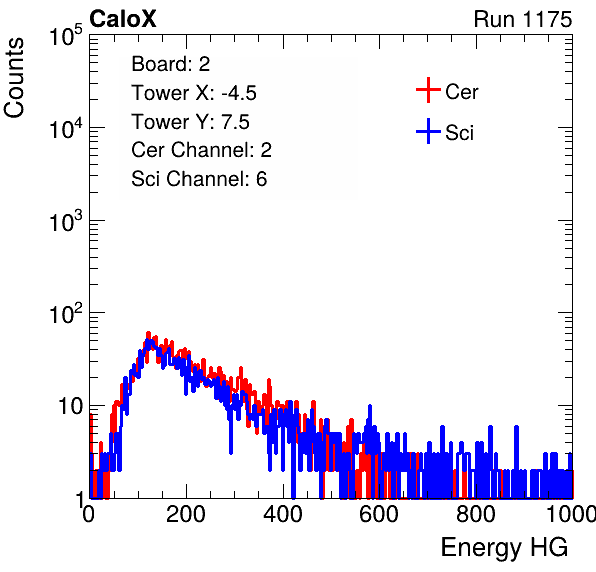 CaloX Run 1175
Counts
10^5
10^4
10^3
10^2
10
1
Board: 2
Tower X: -4.5
Tower Y: 7.5
Cer Channel: 2
Sci Channel: 6
Cer
Sci
0 200 400 600 800 1000
Energy HG